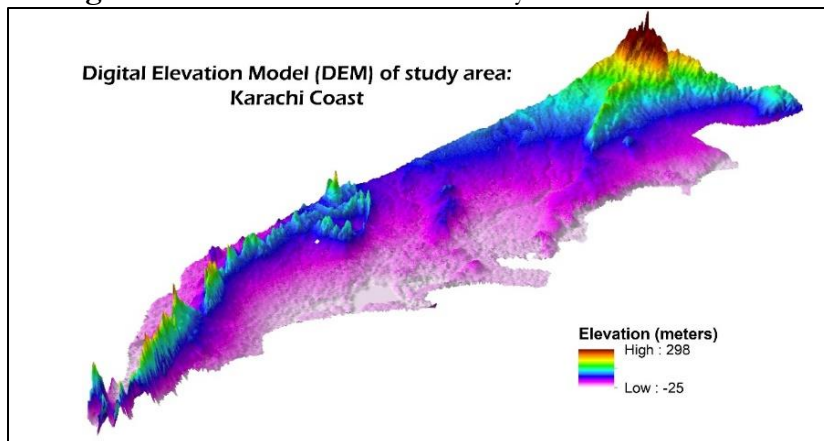 Digital Elevation Model (DEM) of study area:
Karachi Coast
Elevation (meters)
High : 298
Low : -25